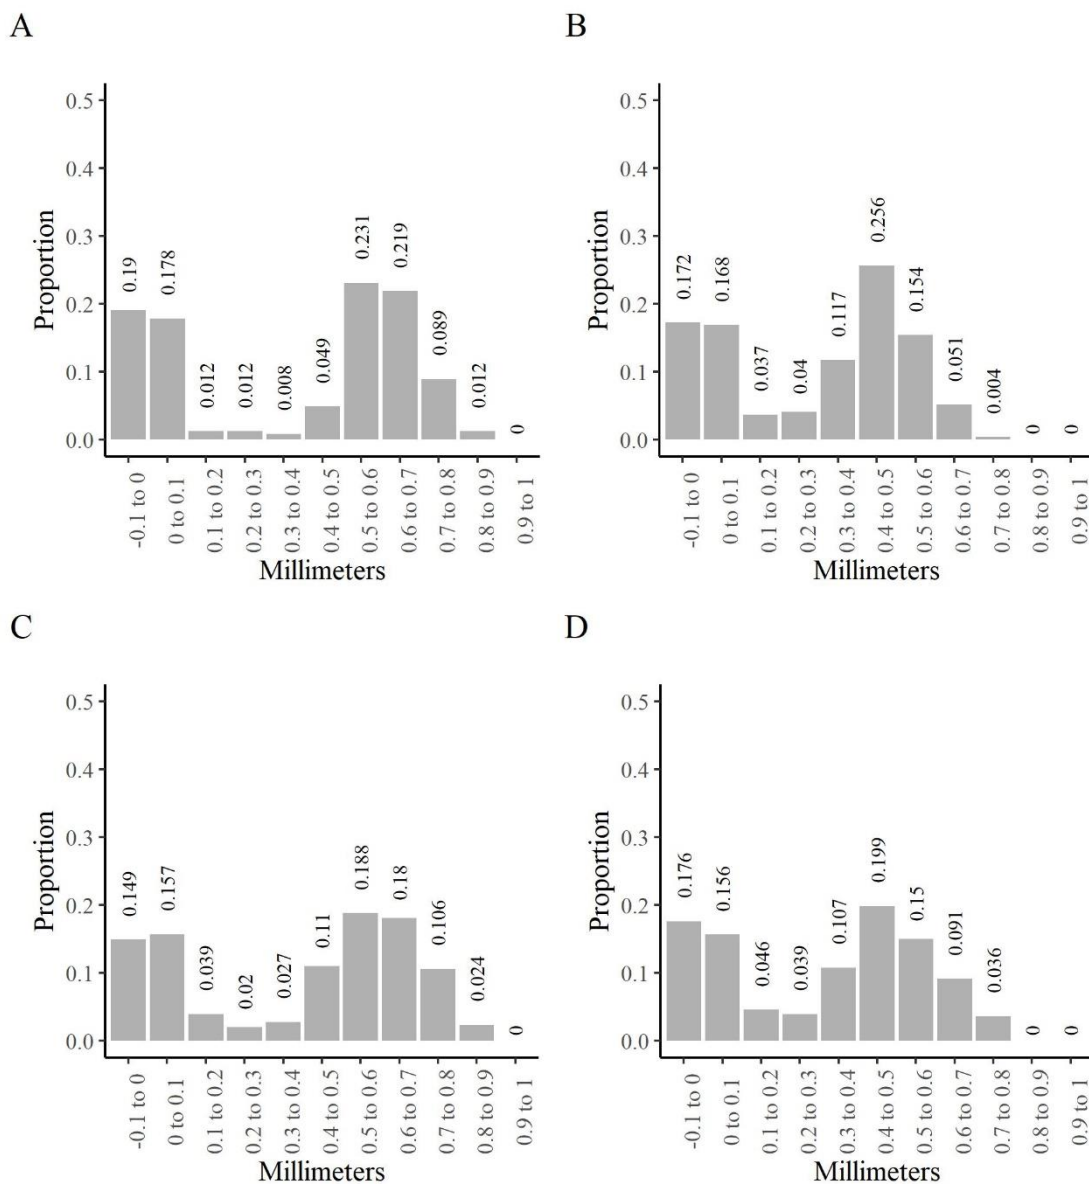 A
Proportion
0.5
0.4
0.3
0.2
0.1
0.0
0.19
0.178
0.012
0.012
0.008
0.049
0.231
0.219
0.089
0.012
0
-0.1 to 0
0 to 0.1
0.1 to 0.2
0.2 to 0.3
0.3 to 0.4
0.4 to 0.5
0.5 to 0.6
0.6 to 0.7
0.7 to 0.8
0.8 to 0.9
0.9 to 1
Millimeters
B
Proportion
0.5
0.4
0.3
0.2
0.1
0.0
0.172
0.168
0.037
0.04
0.117
0.256
0.154
0.051
0.004
0
0
-0.1 to 0
0 to 0.1
0.1 to 0.2
0.2 to 0.3
0.3 to 0.4
0.4 to 0.5
0.5 to 0.6
0.6 to 0.7
0.7 to 0.8
0.8 to 0.9
0.9 to 1
Millimeters
C
Proportion
0.5
0.4
0.3
0.2
0.1
0.0
0.149
0.157
0.039
0.02
0.027
0.11
0.188
0.18
0.106
0.024
0
-0.1 to 0
0 to 0.1
0.1 to 0.2
0.2 to 0.3
0.3 to 0.4
0.4 to 0.5
0.5 to 0.6
0.6 to 0.7
0.7 to 0.8
0.8 to 0.9
0.9 to 1
Millimeters
D
Proportion
0.5
0.4
0.3
0.2
0.1
0.0
0.176
0.156
0.046
0.039
0.107
0.199
0.15
0.091
0.036
0
0
-0.1 to 0
0 to 0.1
0.1 to 0.2
0.2 to 0.3
0.3 to 0.4
0.4 to 0.5
0.5 to 0.6
0.6 to 0.7
0.7 to 0.8
0.8 to 0.9
0.9 to 1
Millimeters